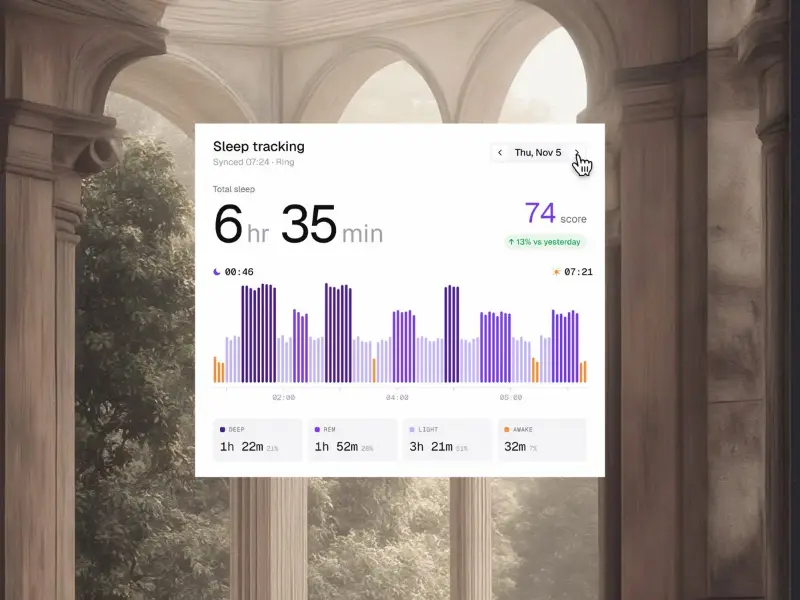 Sleep tracking
Synced 07:24 · Ring
Thu, Nov 5
Total sleep
6 hr 35 min
74 score
↑ 13% vs yesterday
00:46
07:21
02:00 04:00 05:00
DEEP
1h 22m 21%
REM
1h 52m 28%
LIGHT
3h 21m 51%
AWAKE
32m 7%